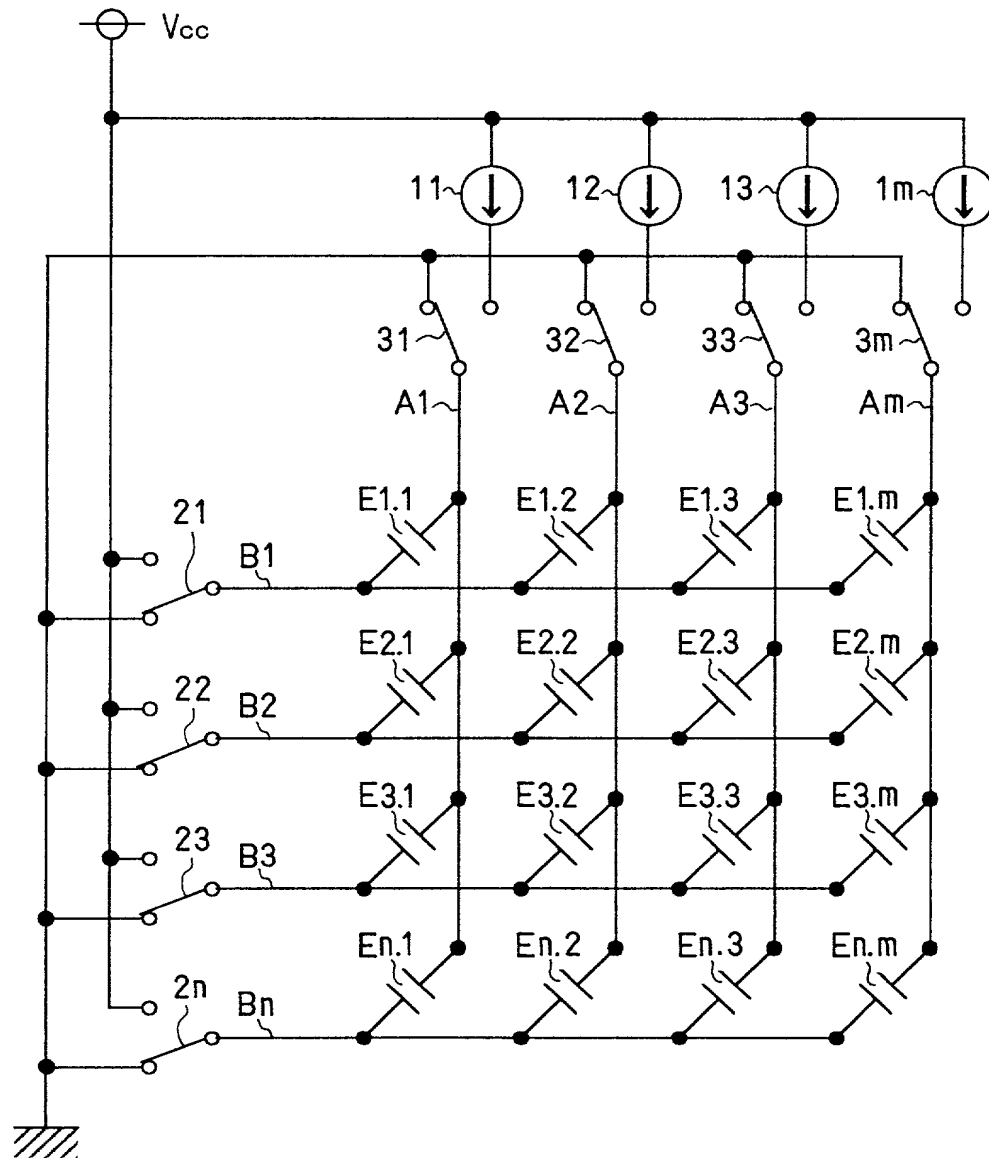 Vcc
11 12 13 1m
31 32 33 3m
A1 A2 A3 Am
E1.1 E1.2 E1.3 E1.m
21 B1
E2.1 E2.2 E2.3 E2.m
22 B2
E3.1 E3.2 E3.3 E3.m
23 B3
En.1 En.2 En.3 En.m
2n Bn